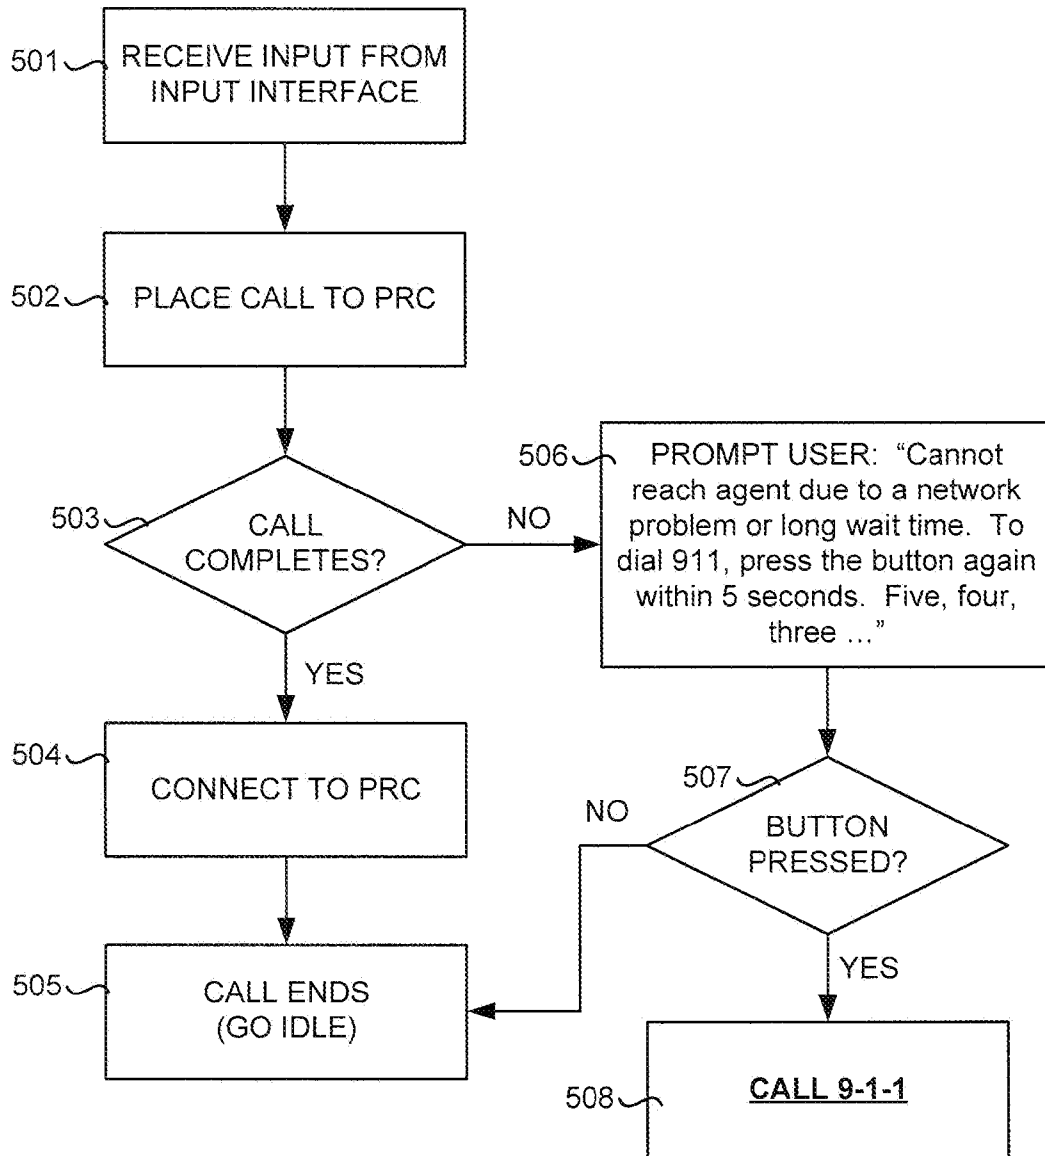 501
RECEIVE INPUT FROM
INPUT INTERFACE
502
PLACE CALL TO PRC
503
CALL
COMPLETES?
NO
YES
506
PROMPT USER: “Cannot
reach agent due to a network
problem or long wait time. To
dial 911, press the button again
within 5 seconds. Five, four,
three ...”
504
CONNECT TO PRC
507
BUTTON
PRESSED?
NO
YES
505
CALL ENDS
(GO IDLE)
508
CALL 9-1-1